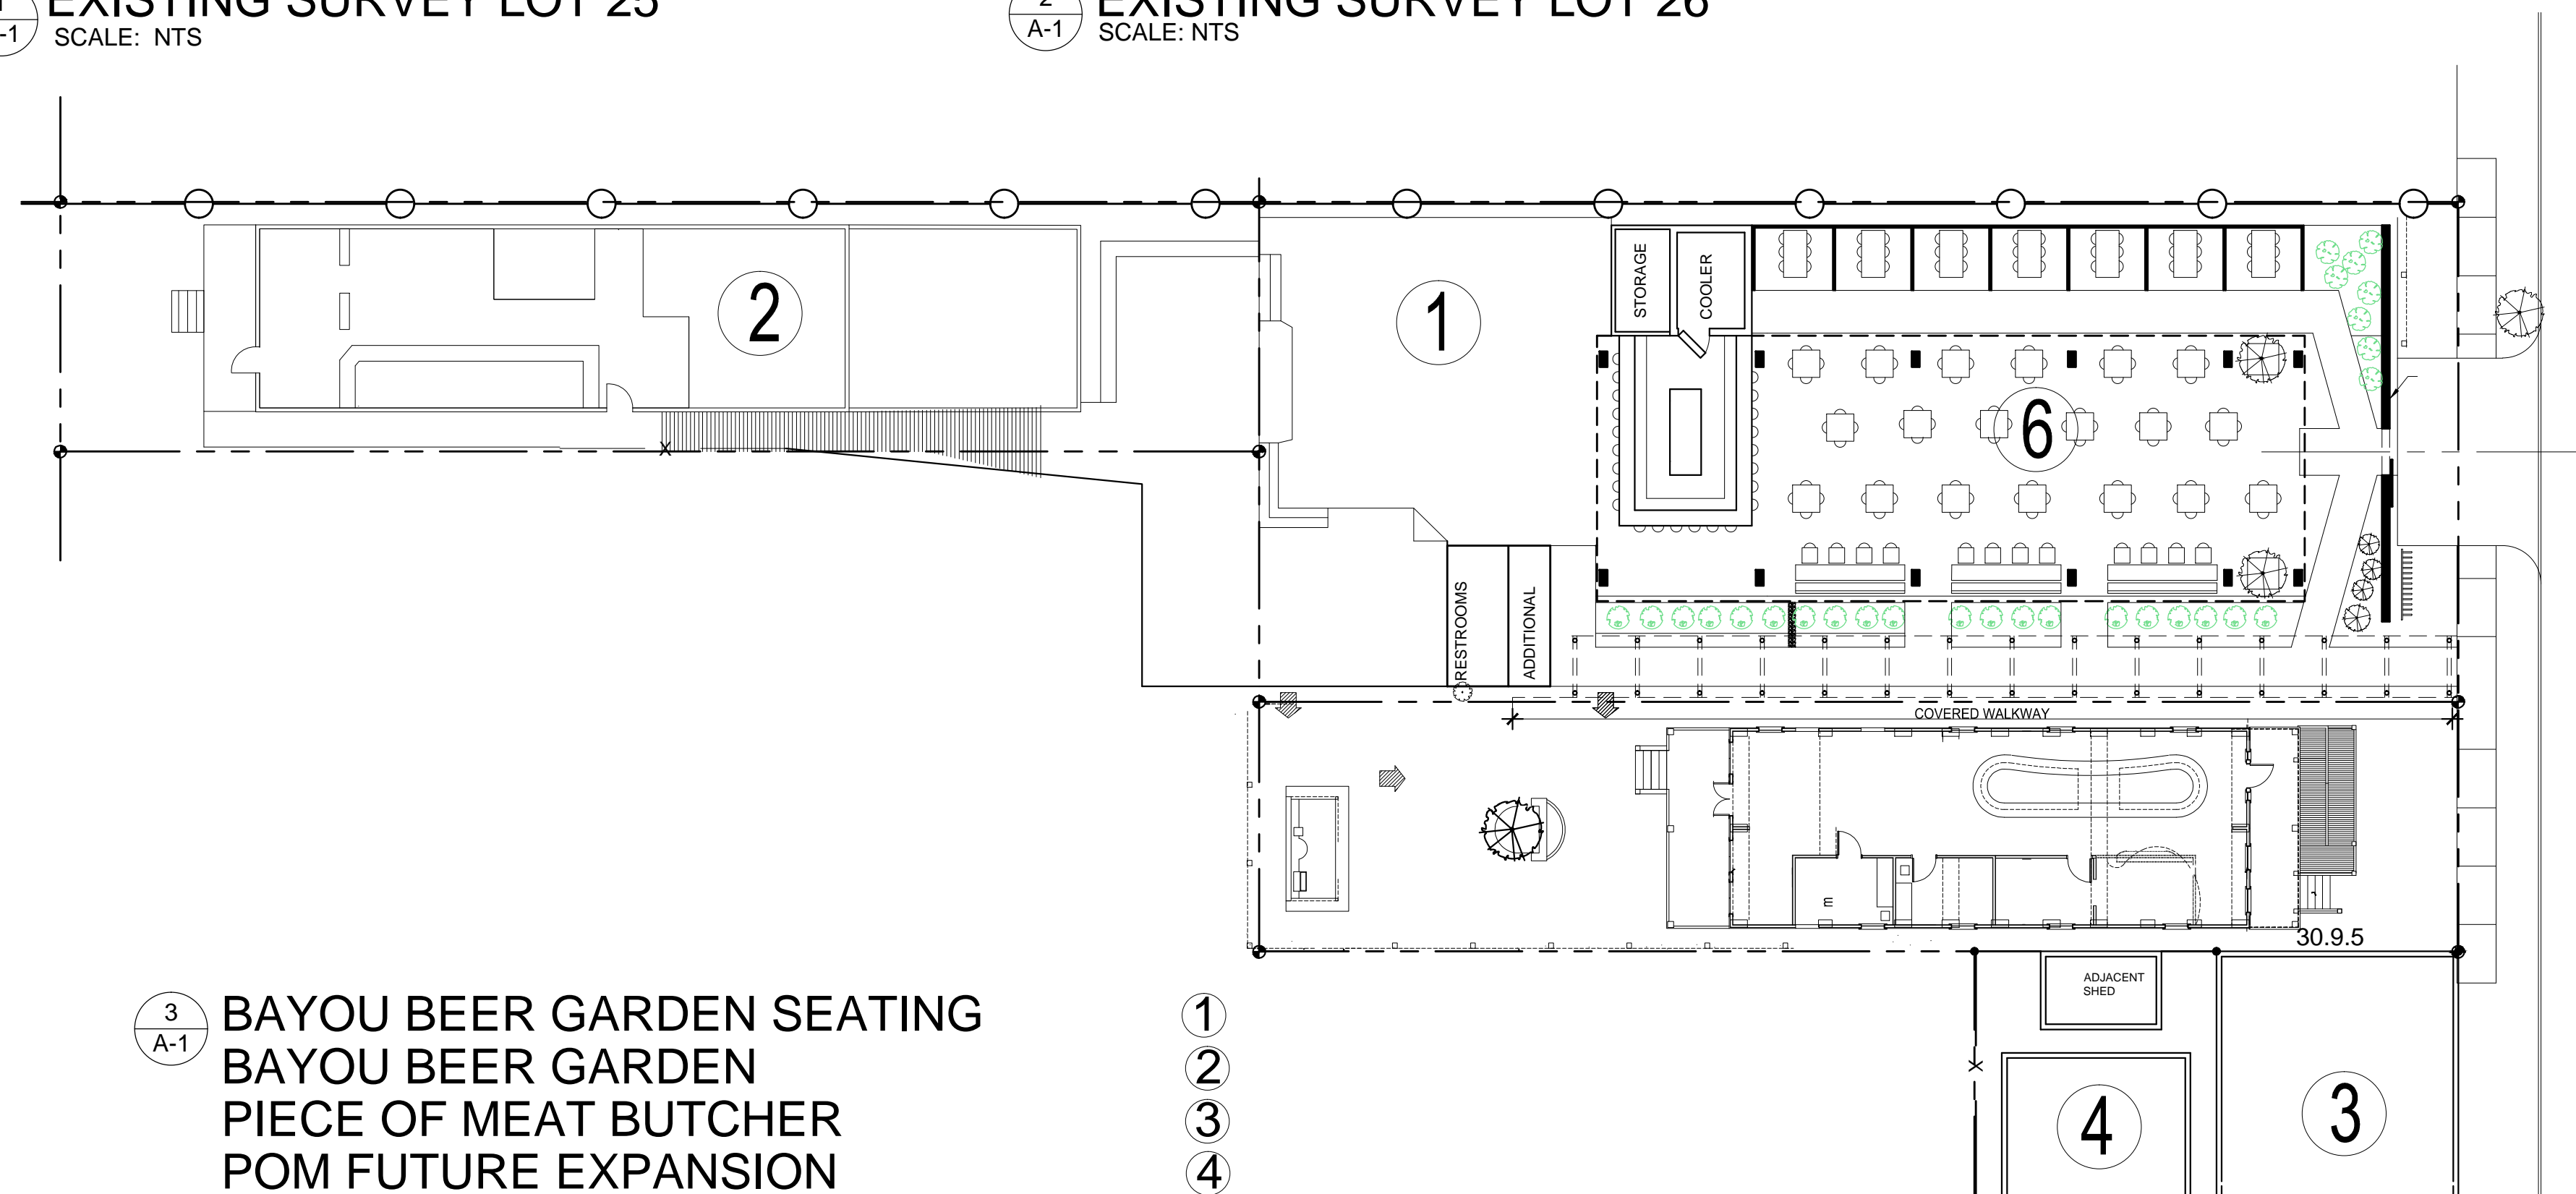 1
A-1
EXISTING SURVEY LOT 25
SCALE: NTS
2
A-1
EXISTING SURVEY LOT 26
SCALE: NTS
2
1
STORAGE
COOLER
6
X
RESTROOMS
ADDITIONAL
COVERED WALKWAY
m
30.9.5
ADJACENT
SHED
X
4
3
3
A-1
BAYOU BEER GARDEN SEATING 1
BAYOU BEER GARDEN 2
PIECE OF MEAT BUTCHER 3
POM FUTURE EXPANSION 4